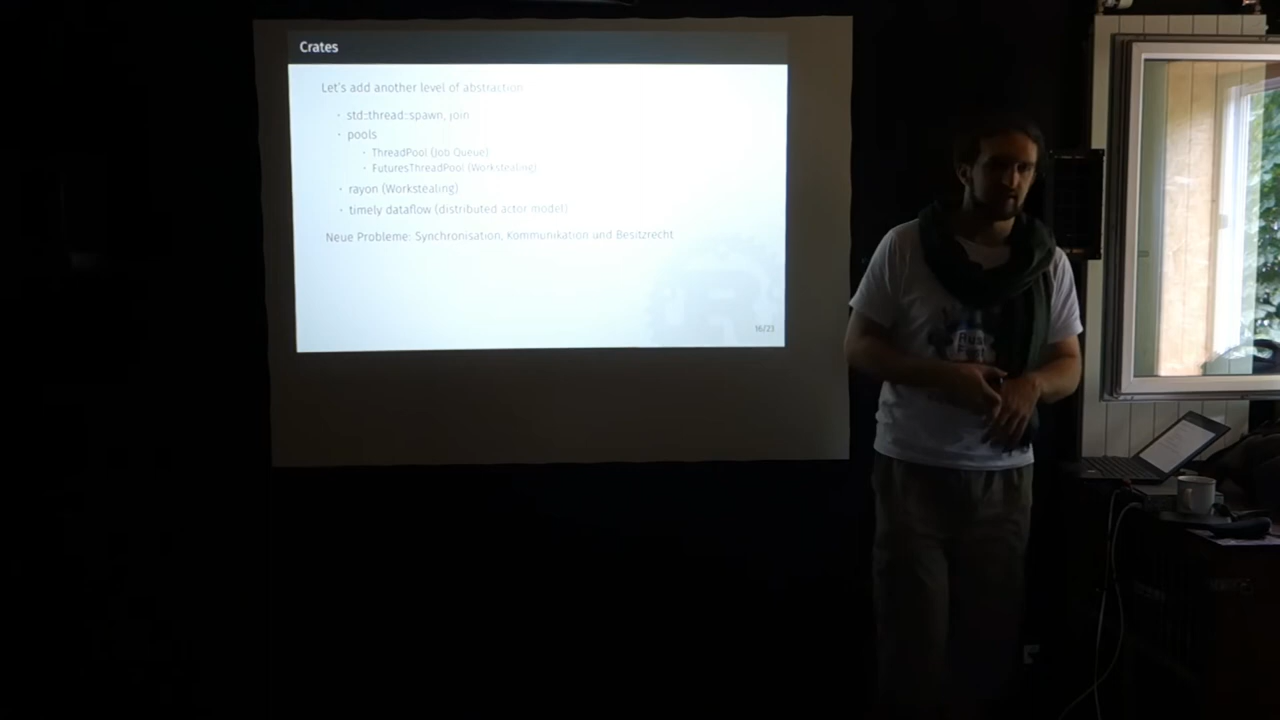 Crates
Let's add another level of abstraction
std::thread::spawn, join
pools
ThreadPool (Job Queue)
FuturesThreadPool (Workstealing)
rayon (Workstealing)
timely dataflow (distributed actor model)
Neue Probleme: Synchronisation, Kommunikation und Besitzrecht
16/23